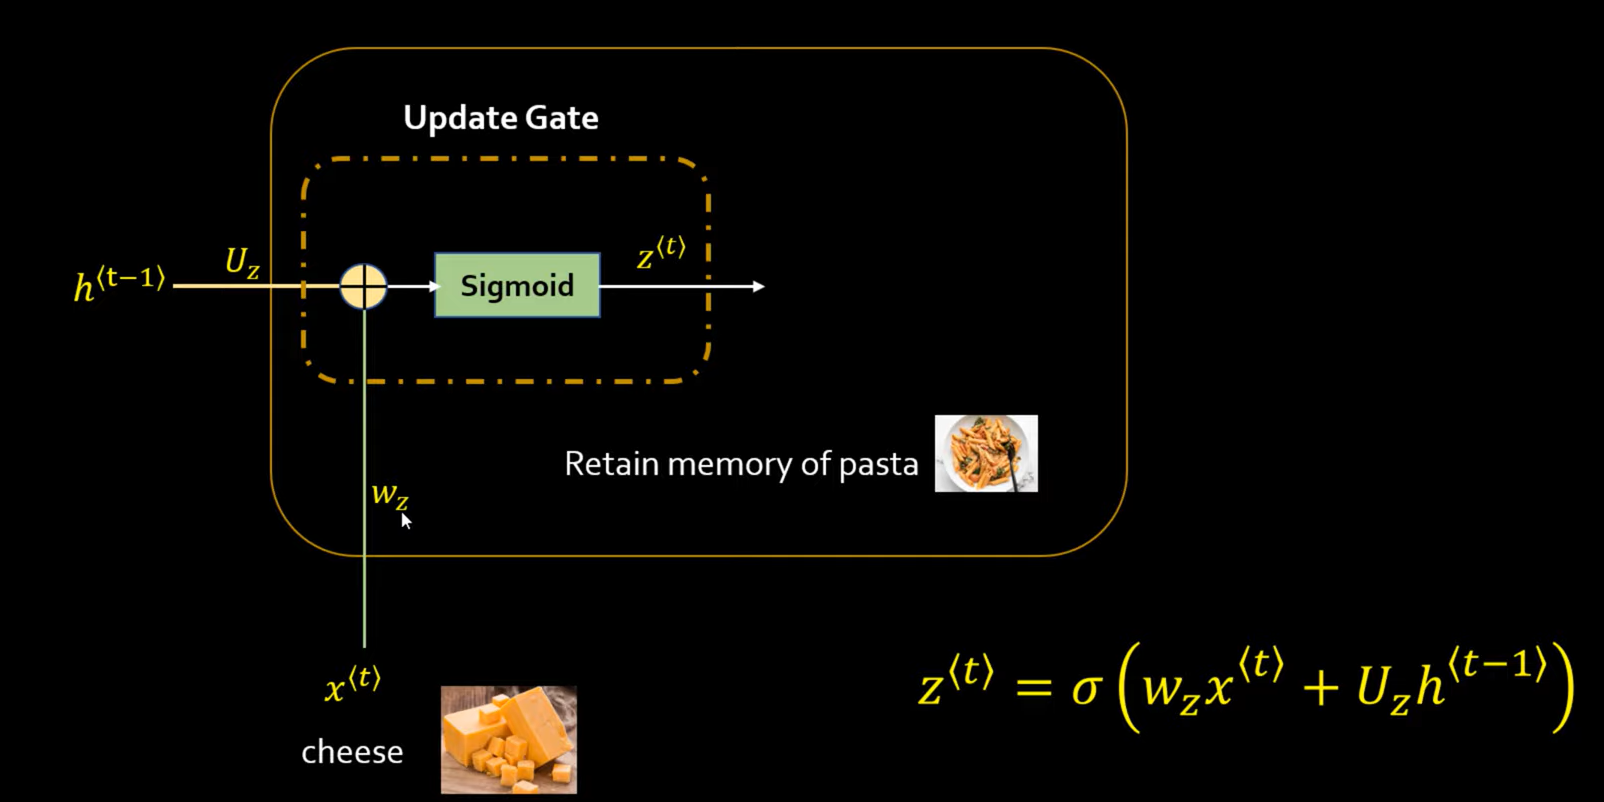 Update Gate
h⟨t−1⟩
U_z
Sigmoid
z⟨t⟩
Retain memory of pasta
w_z
x⟨t⟩
cheese
z⟨t⟩ = σ(w_z x⟨t⟩ + U_z h⟨t−1⟩)